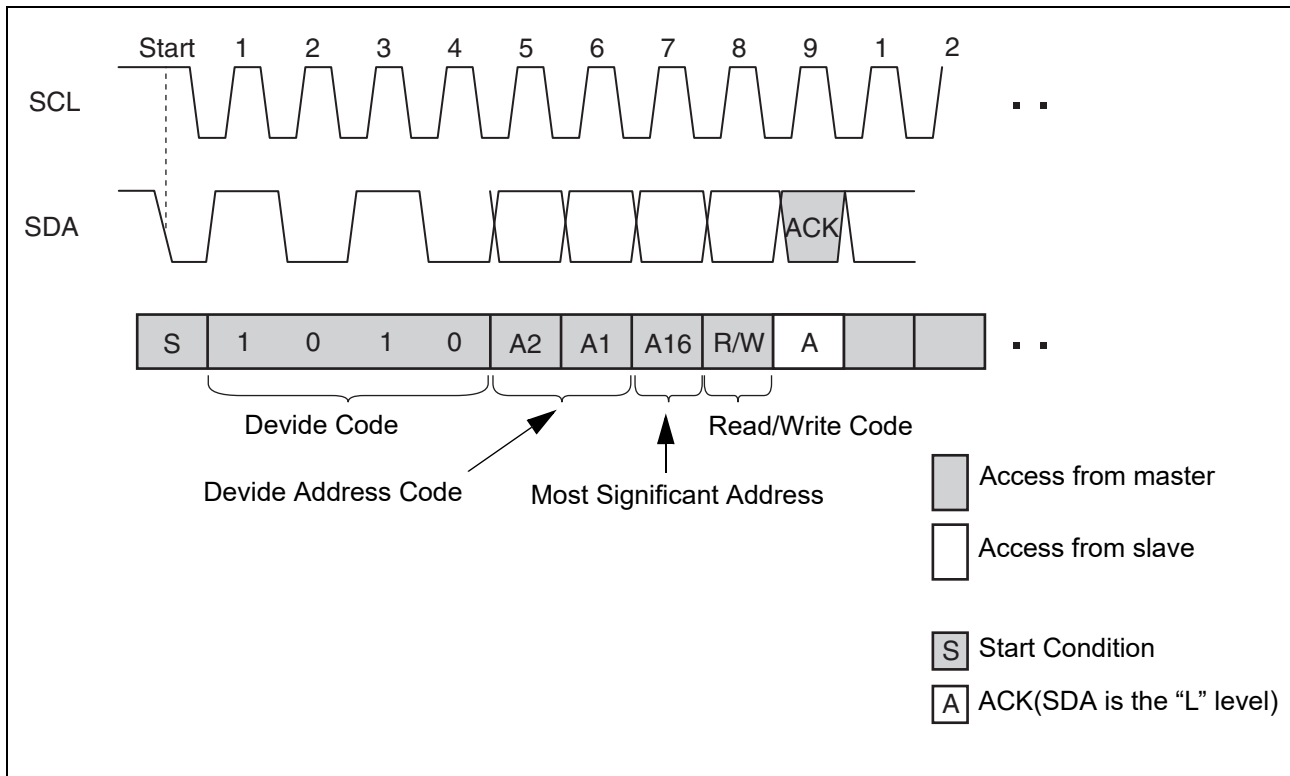 Start 1 2 3 4 5 6 7 8 9 1 2
SCL
. .
SDA
ACK
S 1 0 1 0 A2 A1 A16 R/W A
. .
Devide Code
Read/Write Code
Devide Address Code
Most Significant Address
Access from master
Access from slave
S Start Condition
A ACK(SDA is the “L” level)